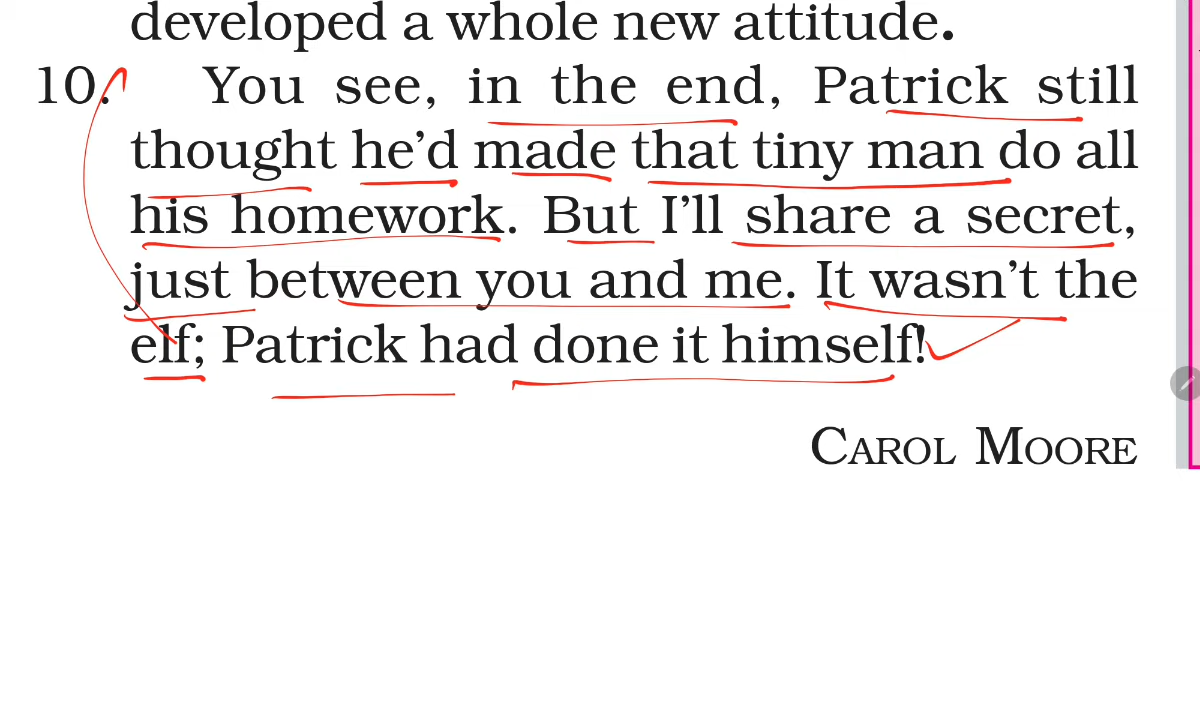 developed a whole new attitude.
10. You see, in the end, Patrick still
thought he’d made that tiny man do all
his homework. But I’ll share a secret,
just between you and me. It wasn’t the
elf; Patrick had done it himself!
CAROL MOORE